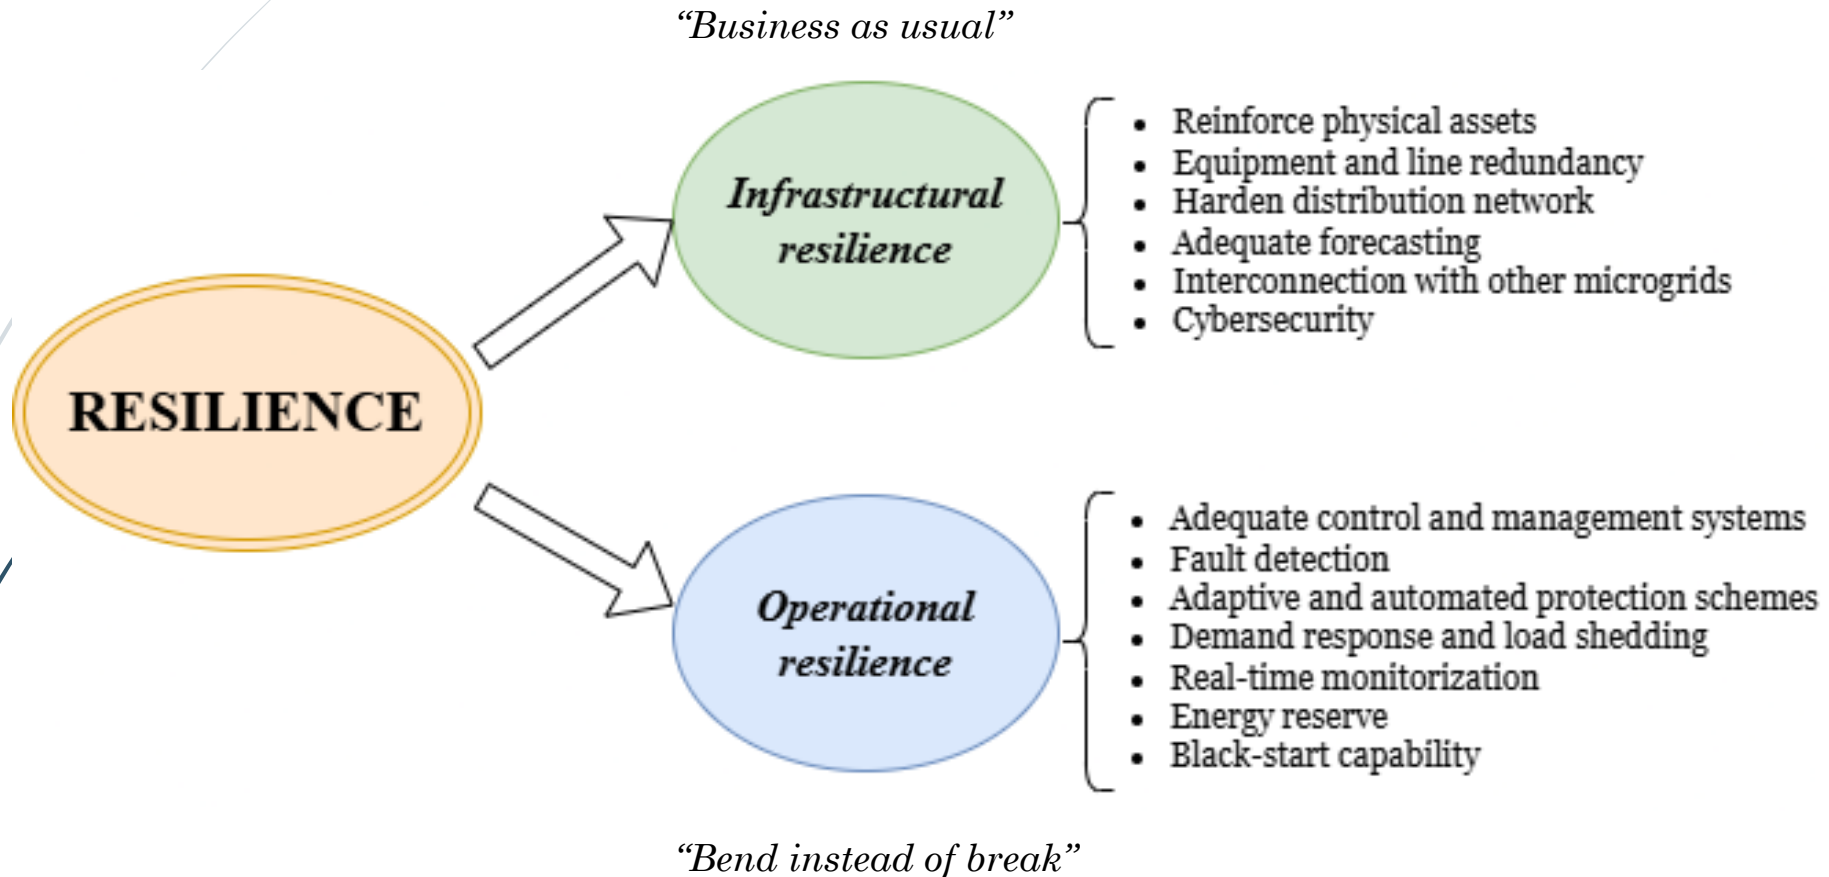 “Business as usual”
Infrastructural
resilience
• Reinforce physical assets
• Equipment and line redundancy
• Harden distribution network
• Adequate forecasting
• Interconnection with other microgrids
• Cybersecurity
RESILIENCE
Operational
resilience
• Adequate control and management systems
• Fault detection
• Adaptive and automated protection schemes
• Demand response and load shedding
• Real-time monitorization
• Energy reserve
• Black-start capability
“Bend instead of break”